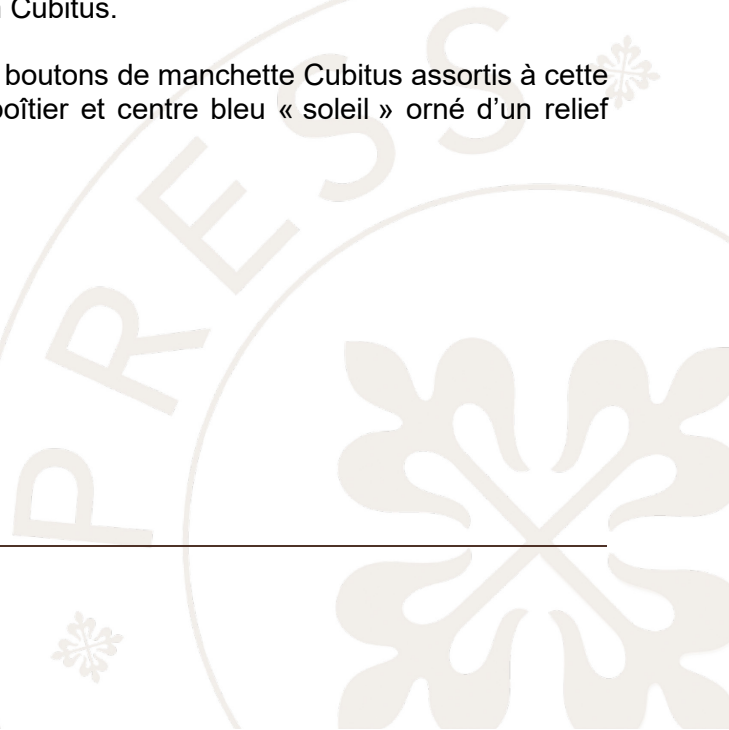 Cubitus.
boutons de manchette Cubitus assortis à cette
boîtier et centre bleu « soleil » orné d'un relief
PRESS